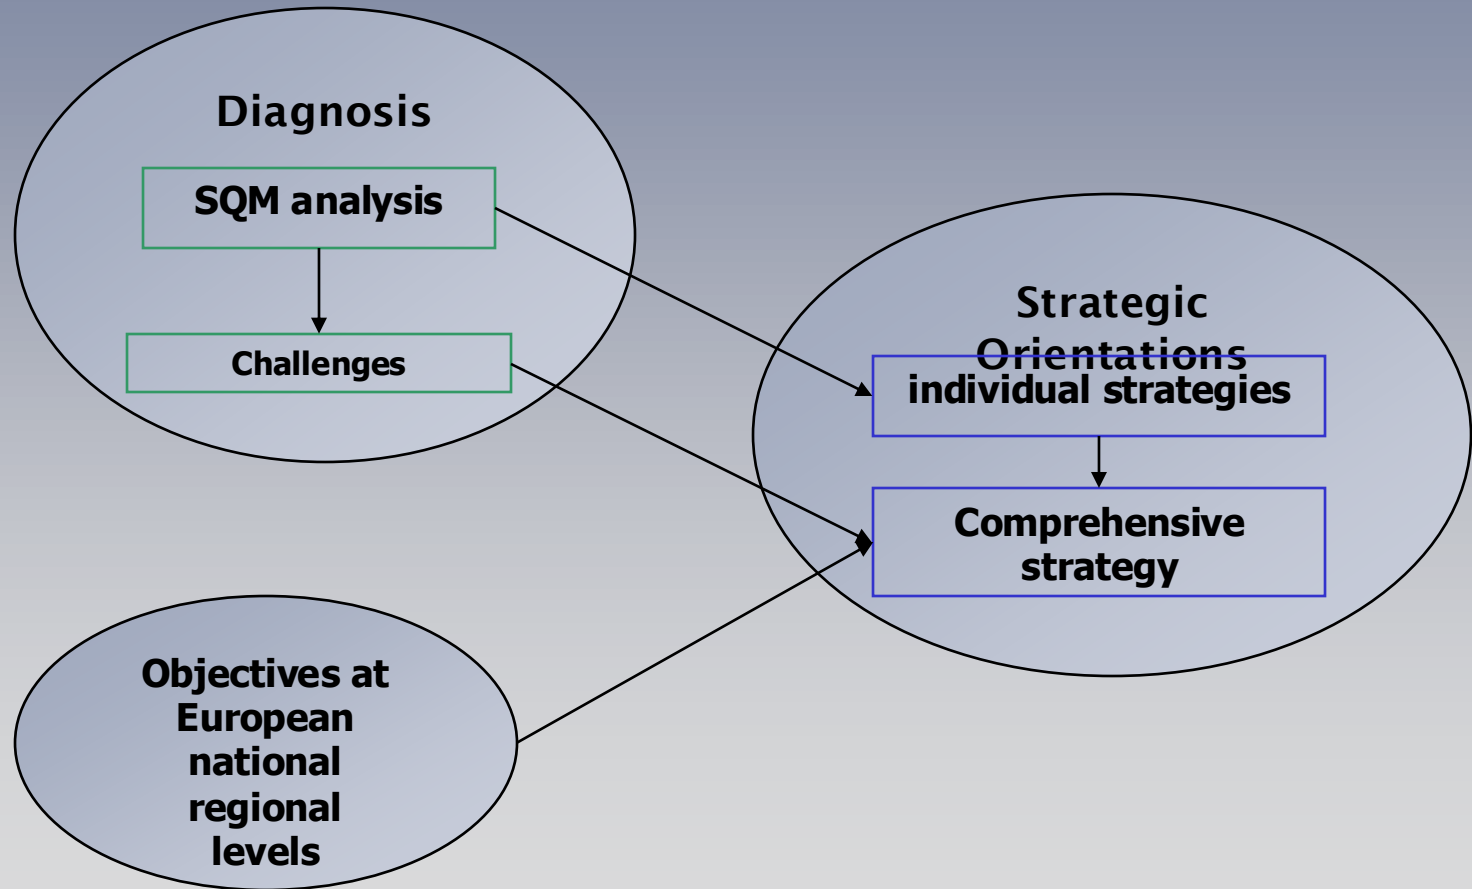 Diagnosis
SQM analysis
Challenges
Strategic
Orientations
individual strategies
Comprehensive
strategy
Objectives at
European
national
regional
levels